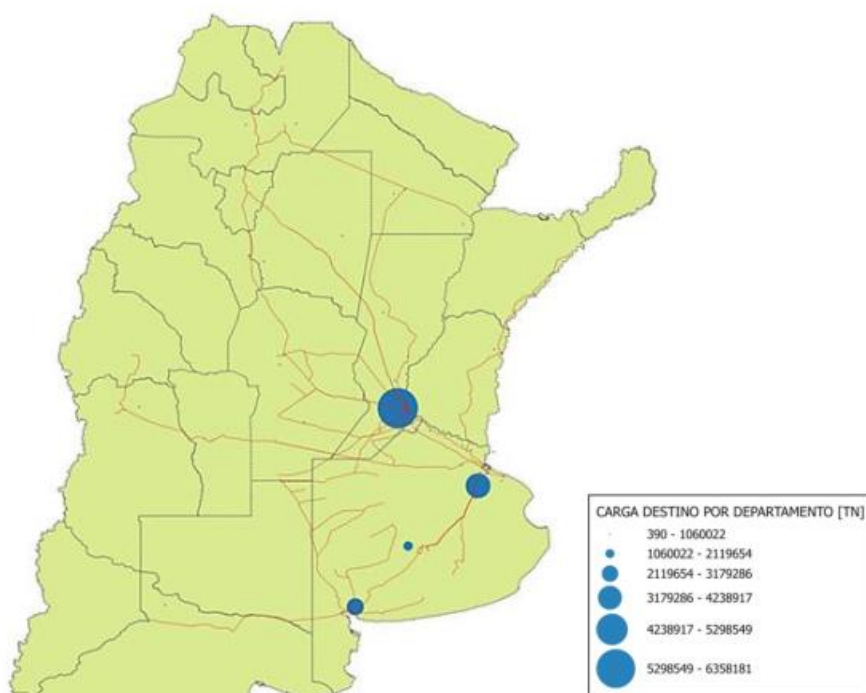 CARGA DESTINO POR DEPARTAMENTO [TN]
390 - 1060022
1060022 - 2119654
2119654 - 3179286
3179286 - 4238917
4238917 - 5298549
5298549 - 6358181